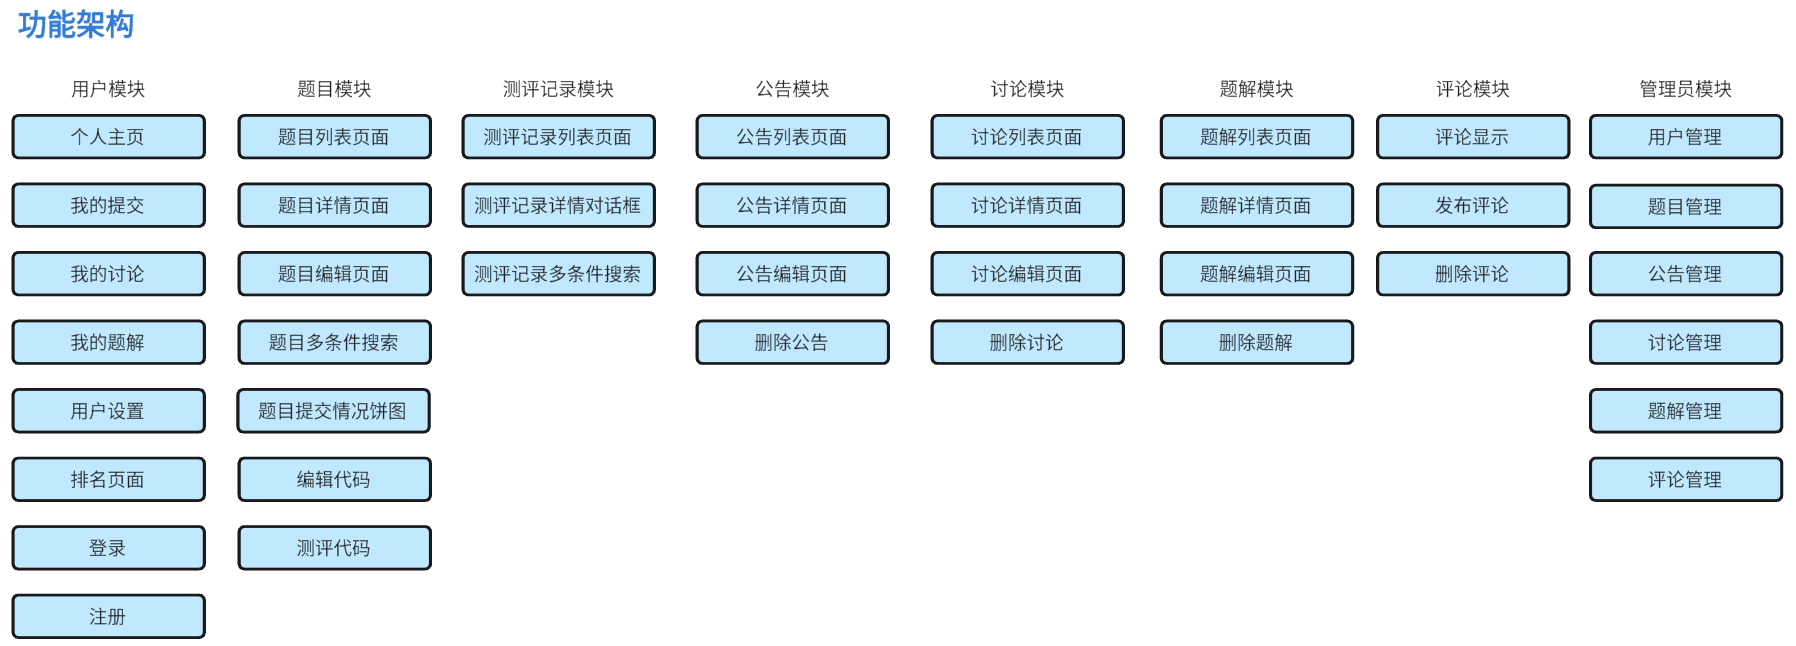 功能架构
用户模块
个人主页
我的提交
我的讨论
我的题解
用户设置
排名页面
登录
注册
题目模块
题目列表页面
题目详情页面
题目编辑页面
题目多条件搜索
题目提交情况饼图
编辑代码
测评代码
测评记录模块
测评记录列表页面
测评记录详情对话框
测评记录多条件搜索
公告模块
公告列表页面
公告详情页面
公告编辑页面
删除公告
讨论模块
讨论列表页面
讨论详情页面
讨论编辑页面
删除讨论
题解模块
题解列表页面
题解详情页面
题解编辑页面
删除题解
评论模块
评论显示
发布评论
删除评论
管理员模块
用户管理
题目管理
公告管理
讨论管理
题解管理
评论管理